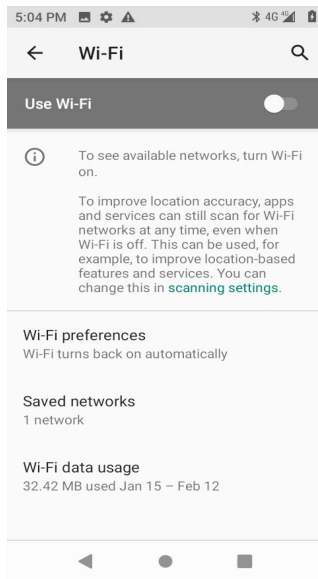 5:04 PM 4G 4G
Wi-Fi
Use Wi-Fi
To see available networks, turn Wi-Fi
on.
To improve location accuracy, apps
and services can still scan for Wi-Fi
networks at any time, even when
Wi-Fi is off. This can be used, for
example, to improve location-based
features and services. You can
change this in scanning settings.
Wi-Fi preferences
Wi-Fi turns back on automatically
Saved networks
1 network
Wi-Fi data usage
32.42 MB used Jan 15 – Feb 12